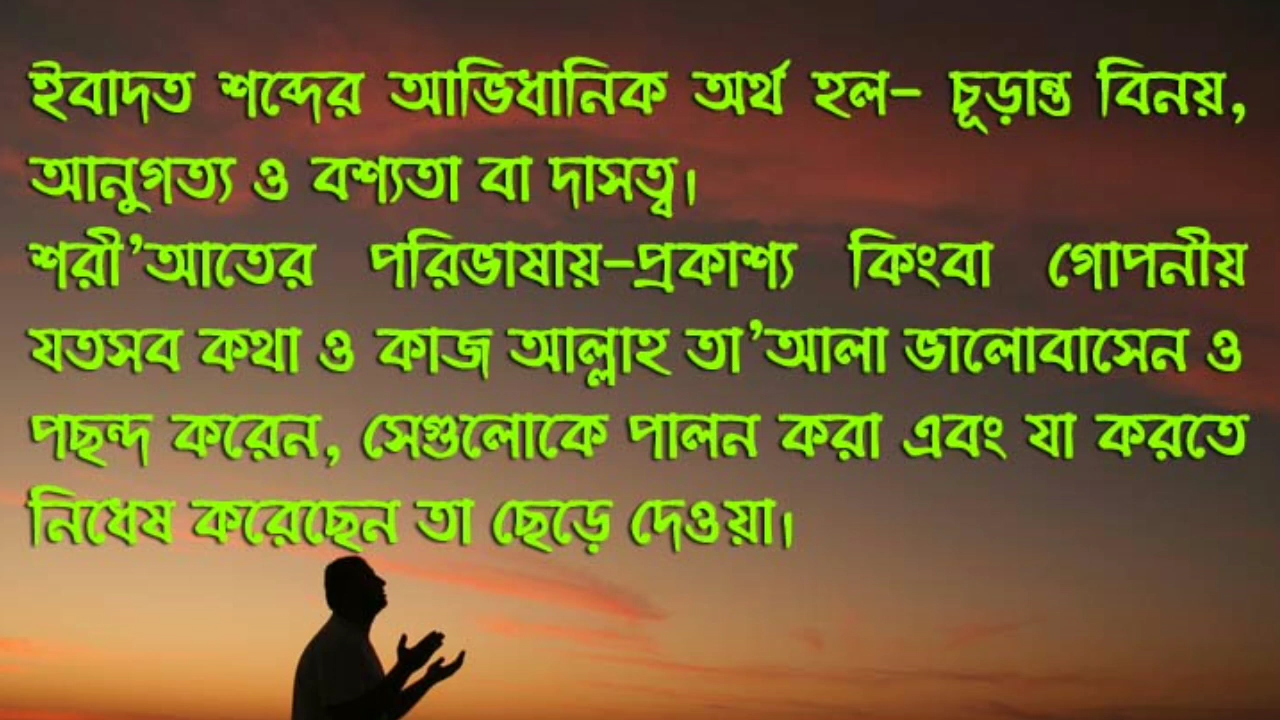 ইবাদত শব্দের আভিধানিক অর্থ হল- চূড়ান্ত বিনয়,
আনুগত্য ও বশ্যতা বা দাসত্ব।
শরী'আতের পরিভাষায়-প্রকাশ্য কিংবা গোপনীয়
যতসব কথা ও কাজ আল্লাহ তা'আলা ভালোবাসেন ও
পছন্দ করেন, সেগুলোকে পালন করা এবং যা করতে
নিধেষ করেছেন তা ছেড়ে দেওয়া।